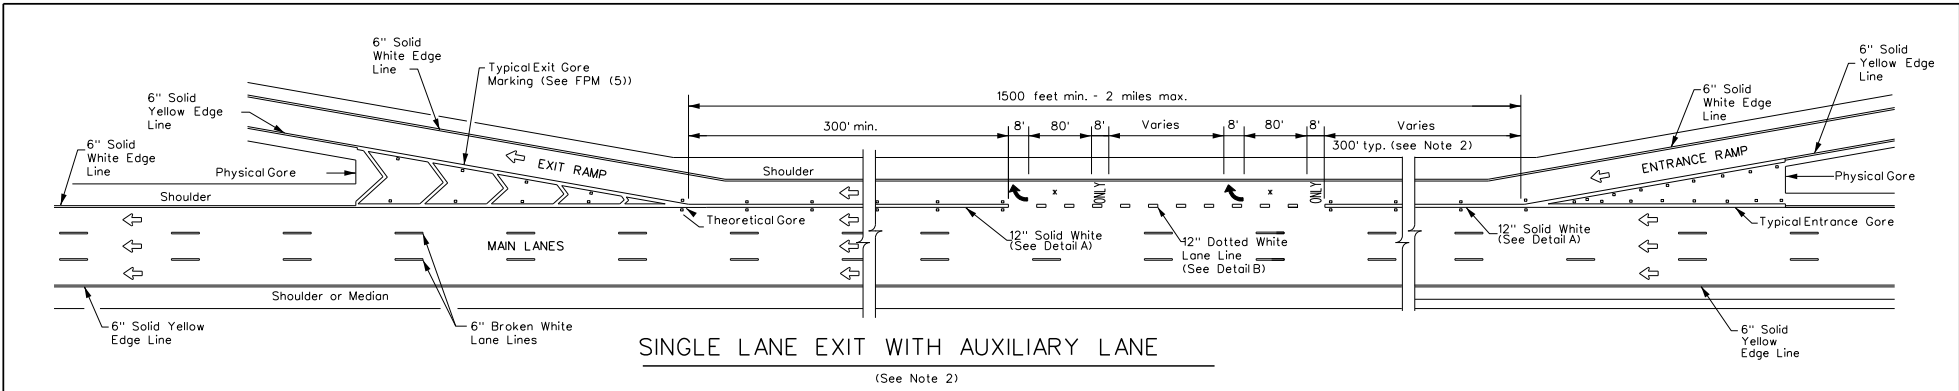 6" Solid
White Edge
Line
Typical Exit Gore
Marking (See FPM (5))
6" Solid
Yellow Edge
Line
6" Solid
White Edge
Line
Physical Gore
Shoulder
EXIT RAMP
Theoretical Gore
MAIN LANES
Shoulder or Median
6" Solid Yellow
Edge Line
6" Broken White
Lane Lines
1500 feet min. - 2 miles max.
300' min.
8'
80'
8'
Varies
8'
80'
8'
Varies
300' typ. (see Note 2)
Shoulder
x
ONLY
x
ONLY
12" Solid White
(See Detail A)
12" Dotted White
Lane Line
(See Detail B)
12" Solid White
(See Detail A)
6" Solid
White Edge
Line
6" Solid
Yellow Edge
Line
ENTRANCE RAMP
Physical Gore
Typical Entrance Gore
6" Solid
Yellow
Edge Line
SINGLE LANE EXIT WITH AUXILIARY LANE
(See Note 2)